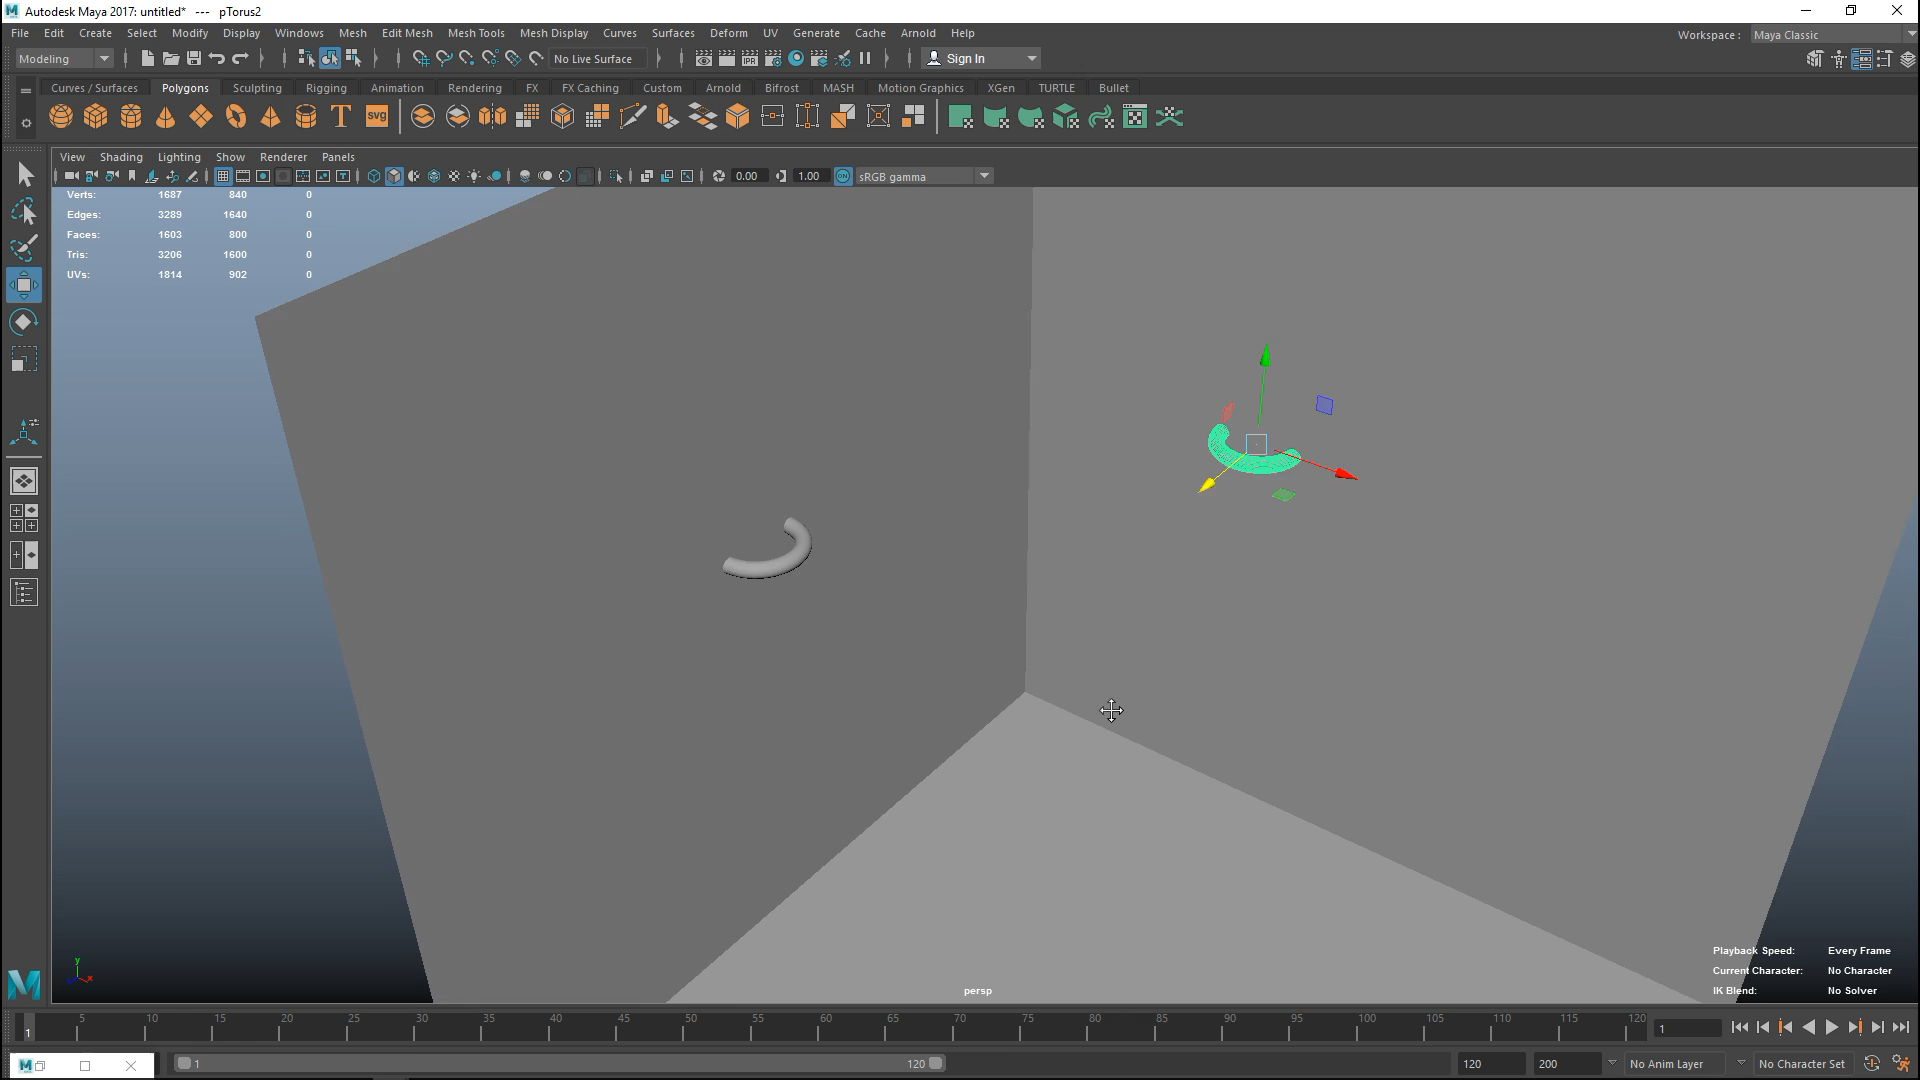 Autodesk Maya 2017: untitled*   ---   pTorus2
File Edit Create Select Modify Display Windows Mesh Edit Mesh Mesh Tools Mesh Display Curves Surfaces Deform UV Generate Cache Arnold Help
Workspace : Maya Classic
Modeling No Live Surface IPR Sign In
Curves / Surfaces Polygons Sculpting Rigging Animation Rendering FX FX Caching Custom Arnold Bifrost MASH Motion Graphics XGen TURTLE Bullet
T svg
View Shading Lighting Show Renderer Panels
0.00 1.00 ON sRGB gamma
Verts: 1687 840 0
Edges: 3289 1640 0
Faces: 1603 800 0
Tris: 3206 1600 0
UVs: 1814 902 0
Playback Speed: Every Frame
Current Character: No Character
IK Blend: No Solver
y
x
persp
5 10 15 20 25 30 35 40 45 50 55 60 65 70 75 80 85 90 95 100 105 110 115 120
1 1
1 120 120 200 No Anim Layer No Character Set